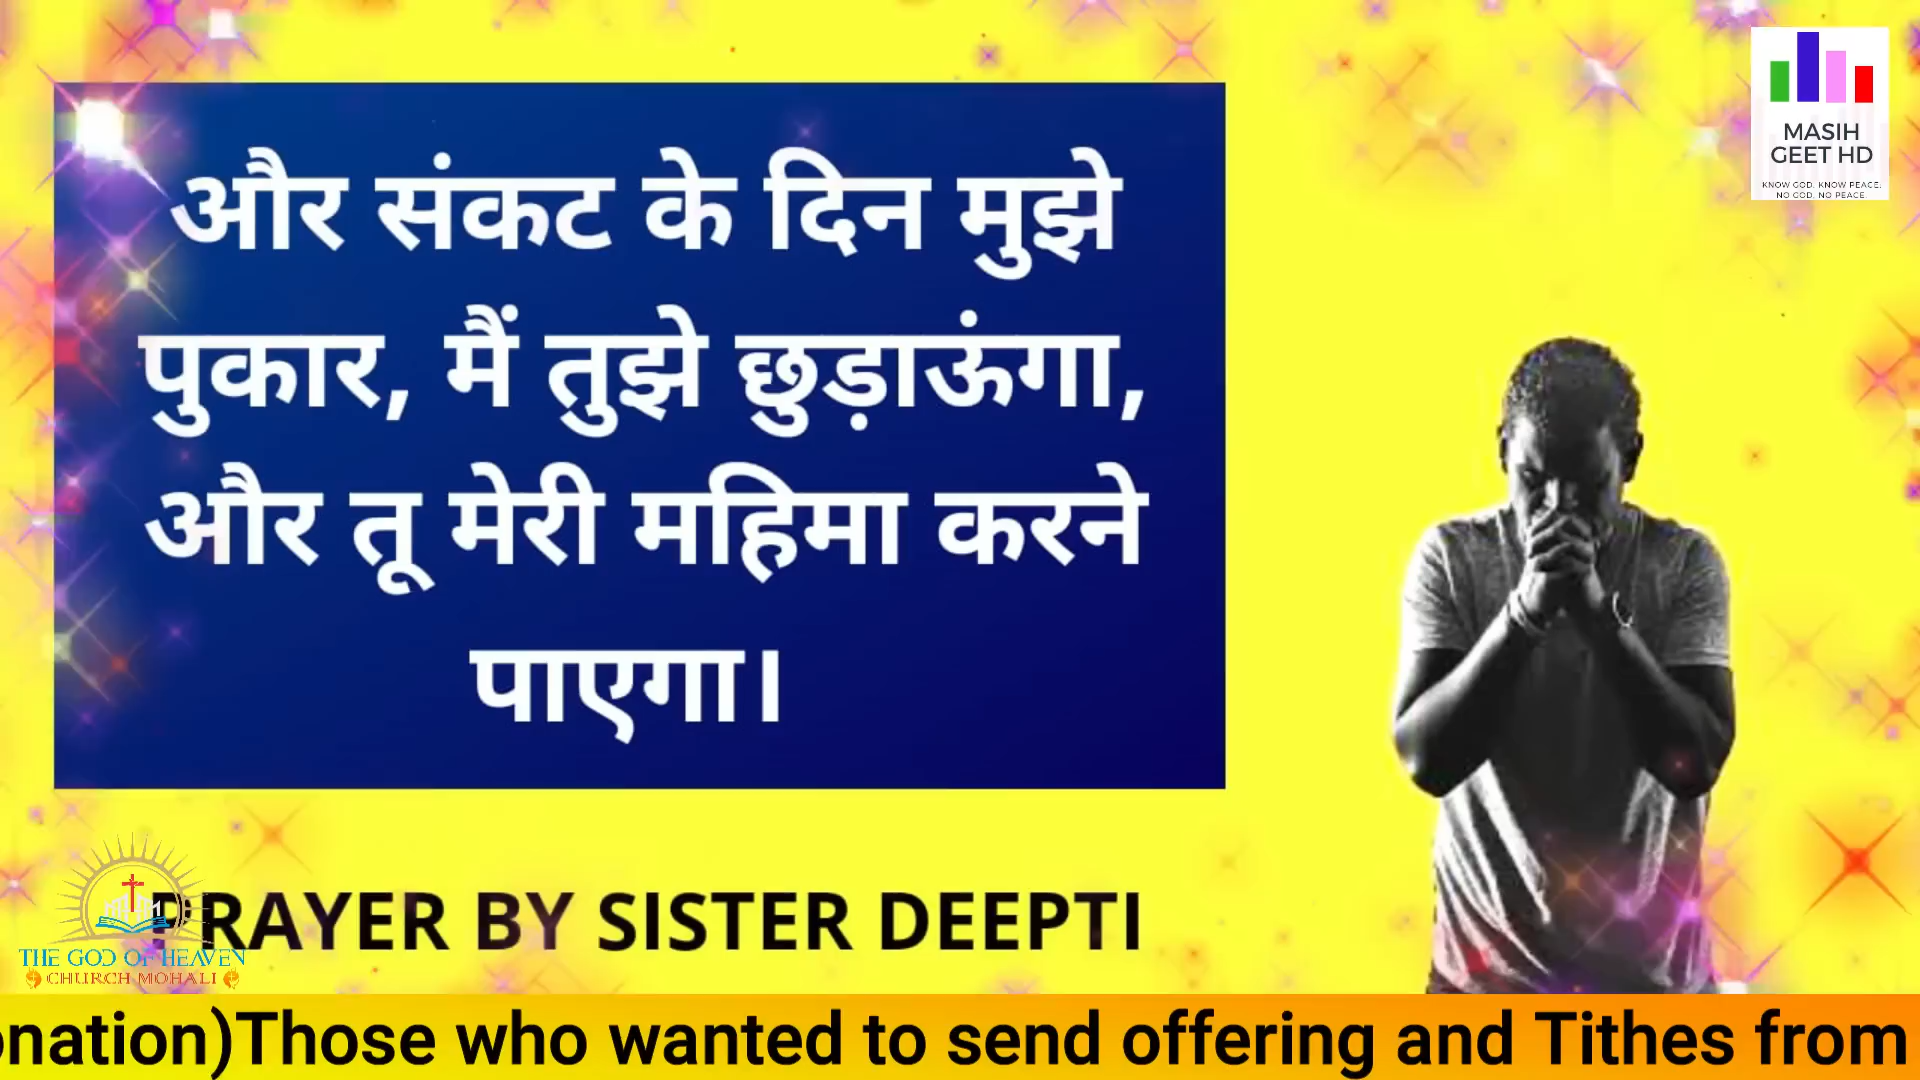 MASIH
GEET HD
KNOW GOD. KNOW PEACE.
NO GOD. NO PEACE.
और संकट के दिन मुझे
पुकार, मैं तुझे छुड़ाऊंगा,
और तू मेरी महिमा करने
पाएगा।
PRAYER BY SISTER DEEPTI
THE GOD OF HEAVEN
CHURCH MOHALI
onation)Those who wanted to send offering and Tithes from